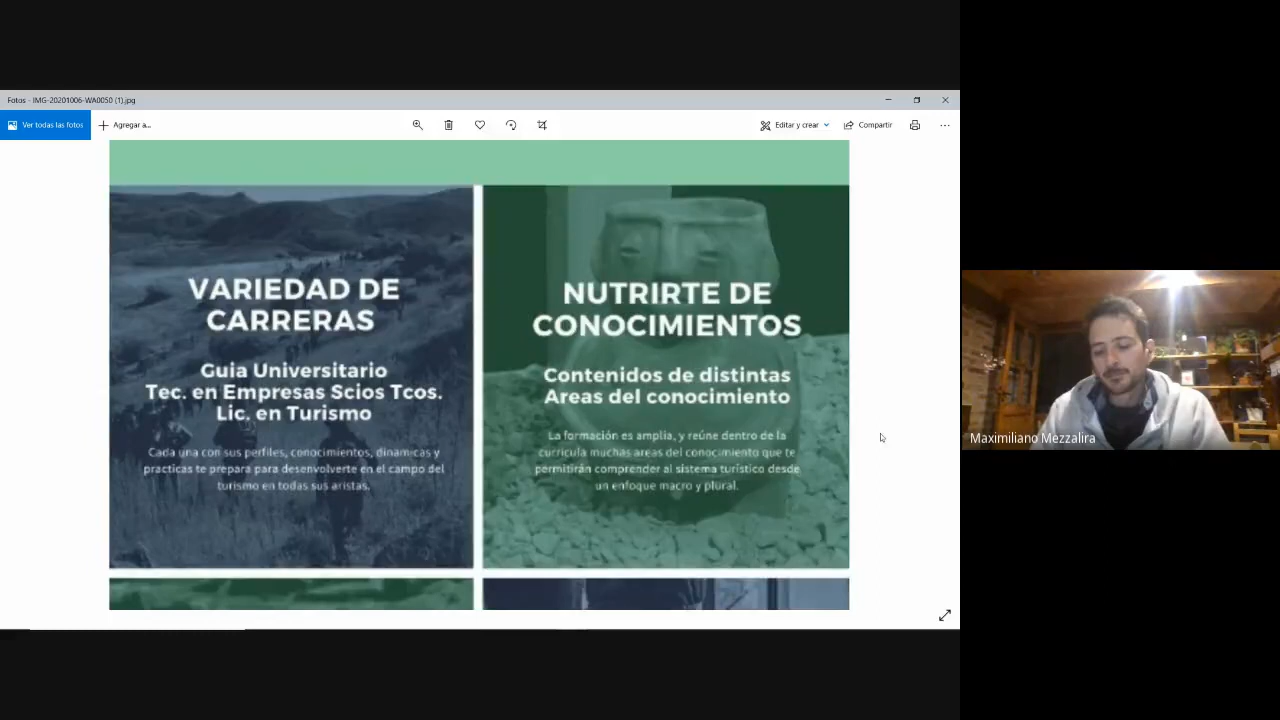 Fotos - IMG-20201006-WA0050 (1).jpg
Ver todas las fotos
Agregar a...
Editar y crear
Compartir
VARIEDAD DE
CARRERAS
Guia Universitario
Tec. en Empresas Scios Tcos.
Lic. en Turismo
Cada una con sus perfiles, conocimientos, dinamicas y
practicas te prepara para desenvolverte en el campo del
turismo en todas sus aristas.
NUTRIRTE DE
CONOCIMIENTOS
Contenidos de distintas
Areas del conocimiento
La formación es amplia, y reúne dentro de la
curricula muchas areas del conocimiento que te
permitirán comprender al sistema turístico desde
un enfoque macro y plural.
Maximiliano Mezzalira